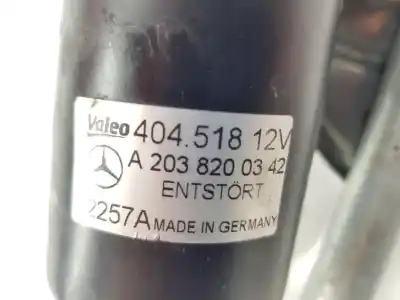 Valeo 404.518 12V
A 203 820 03 42
ENTSTÖRT
2257A MADE IN GERMANY